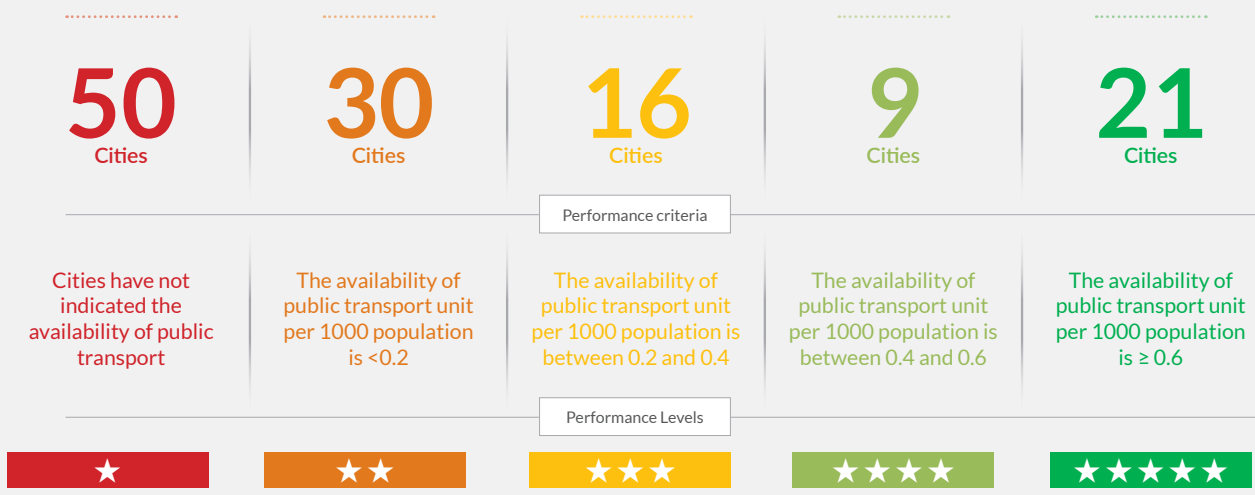 50
Cities
30
Cities
16
Cities
9
Cities
21
Cities
Performance criteria
Cities have not
indicated the
availability of public
transport
The availability of
public transport unit
per 1000 population
is <0.2
The availability of
public transport unit
per 1000 population is
between 0.2 and 0.4
The availability of
public transport unit
per 1000 population is
between 0.4 and 0.6
The availability of
public transport unit
per 1000 population
is ≥ 0.6
Performance Levels